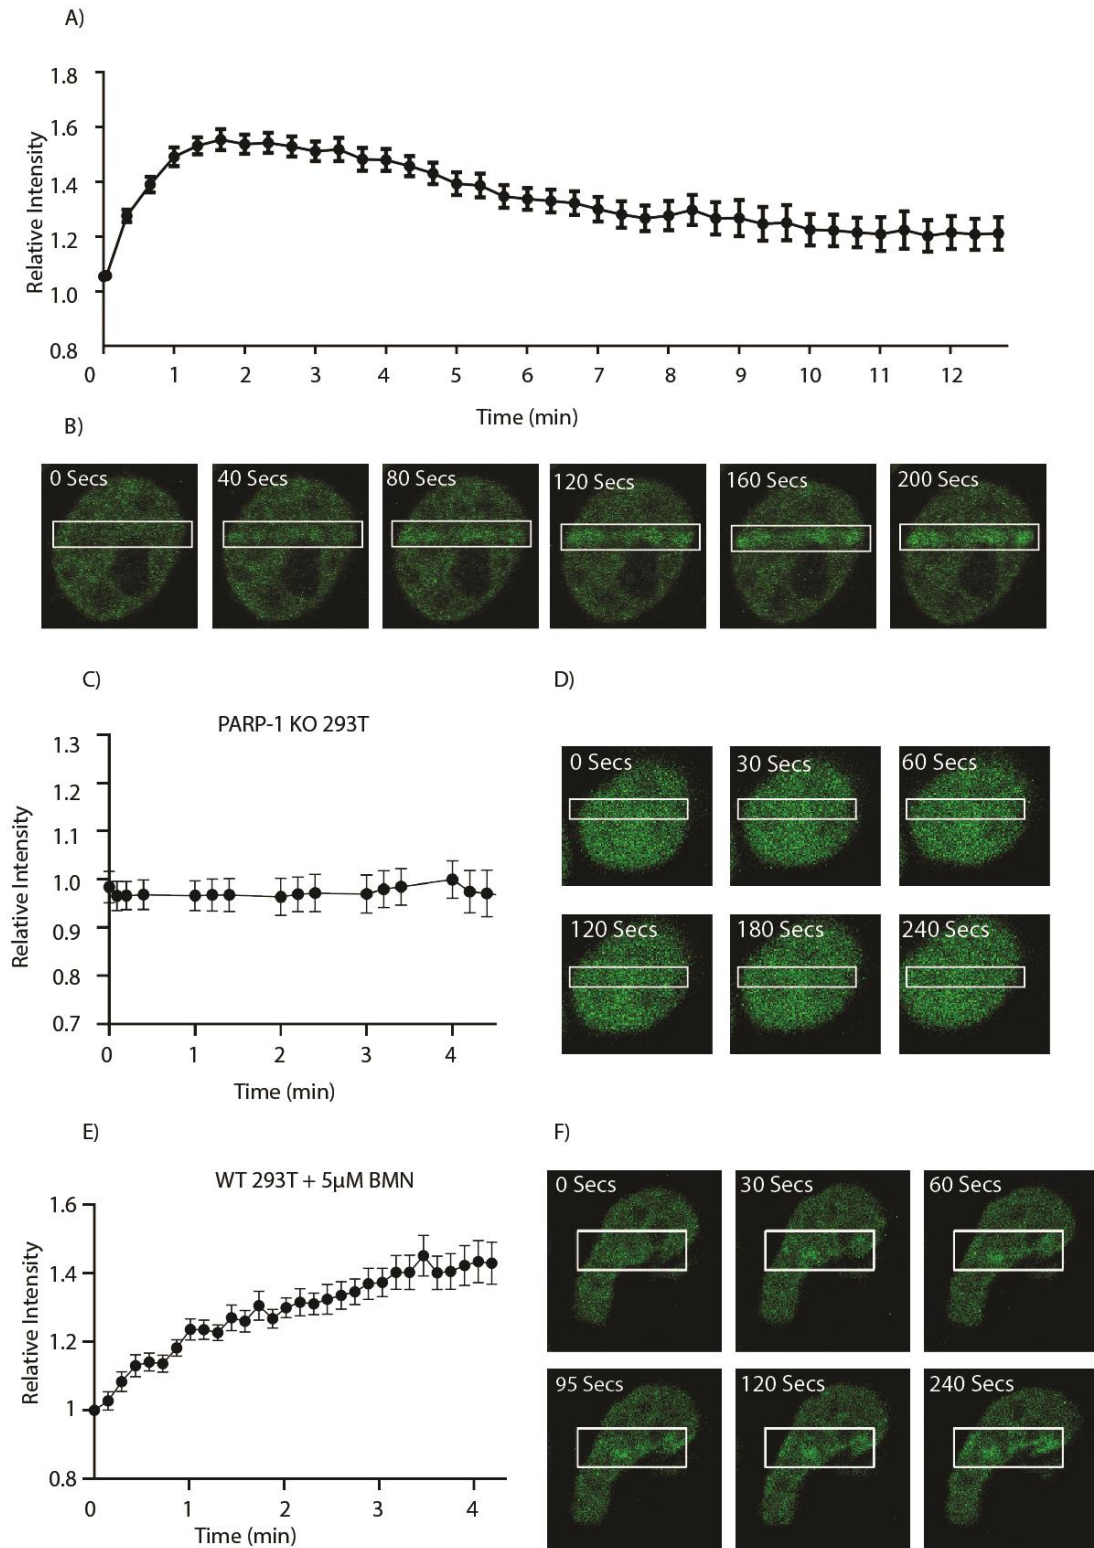 A)
1.8
1.6
1.4
1.2
1.0
0.8
Relative Intensity
0 1 2 3 4 5 6 7 8 9 10 11 12
Time (min)
B)
0 Secs 40 Secs 80 Secs 120 Secs 160 Secs 200 Secs
C)
PARP-1 KO 293T
1.3
1.2
1.1
1.0
0.9
0.8
0.7
Relative Intensity
0 1 2 3 4
Time (min)
D)
0 Secs 30 Secs 60 Secs
120 Secs 180 Secs 240 Secs
E)
WT 293T + 5µM BMN
1.6
1.4
1.2
1
0.8
Relative Intensity
0 1 2 3 4
Time (min)
F)
0 Secs 30 Secs 60 Secs
95 Secs 120 Secs 240 Secs